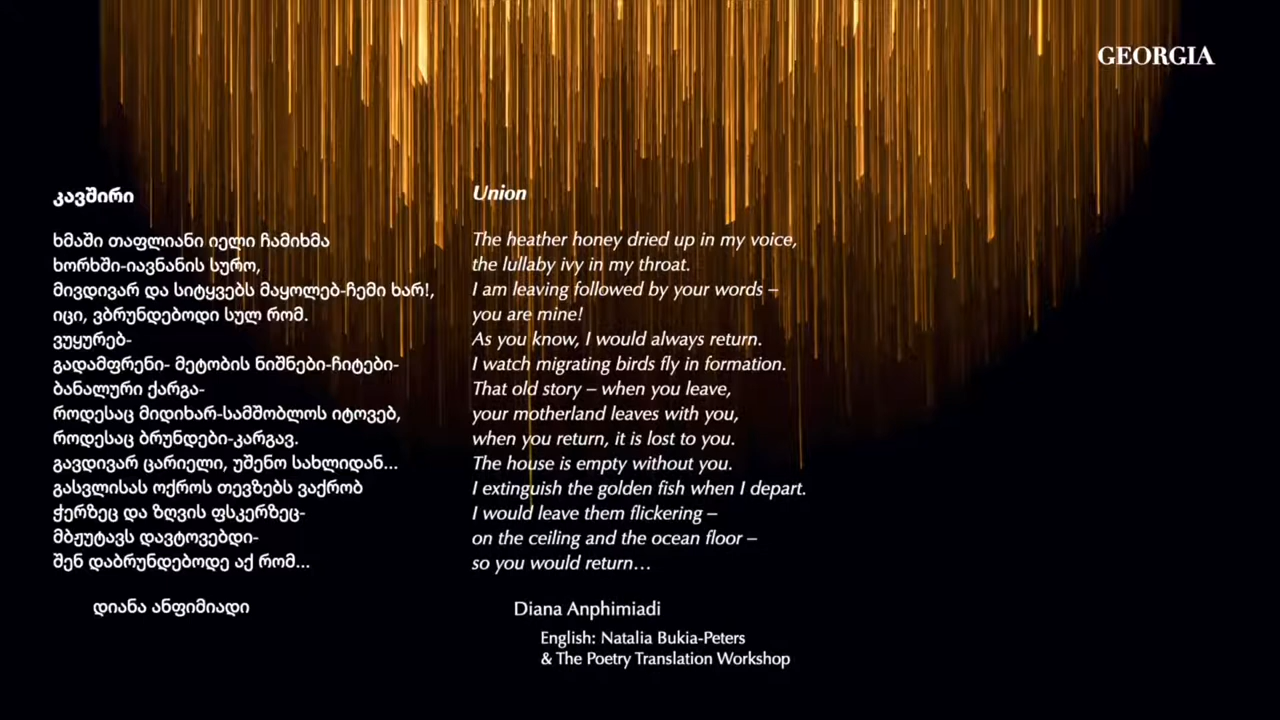 GEORGIA
კავშირი
ხმაში თაფლიანი იელი ჩამიხმა
ხორხში-იავნანის სურო,
მივდივარ და სიტყვებს მაყოლებ-ჩემი ხარ!,
იცი, ვბრუნდებოდი სულ რომ.
ვუყურებ-
გადამფრენი- მეტობის ნიშნები-ჩიტები-
ბანალური ქარგა-
როდესაც მიდიხარ-სამშობლოს იტოვებ,
როდესაც ბრუნდები-კარგავ.
გავდივარ ცარიელი, უშენო სახლიდან...
გასვლისას ოქროს თევზებს ვაქრობ
ჭერზეც და ზღვის ფსკერზეც-
მბჟუტავს დავტოვებდი-
შენ დაბრუნდებოდე აქ რომ...
დიანა ანფიმიადი
Union
The heather honey dried up in my voice,
the lullaby ivy in my throat.
I am leaving followed by your words –
you are mine!
As you know, I would always return.
I watch migrating birds fly in formation.
That old story – when you leave,
your motherland leaves with you,
when you return, it is lost to you.
The house is empty without you.
I extinguish the golden fish when I depart.
I would leave them flickering –
on the ceiling and the ocean floor –
so you would return…
Diana Anphimiadi
English: Natalia Bukia-Peters
& The Poetry Translation Workshop